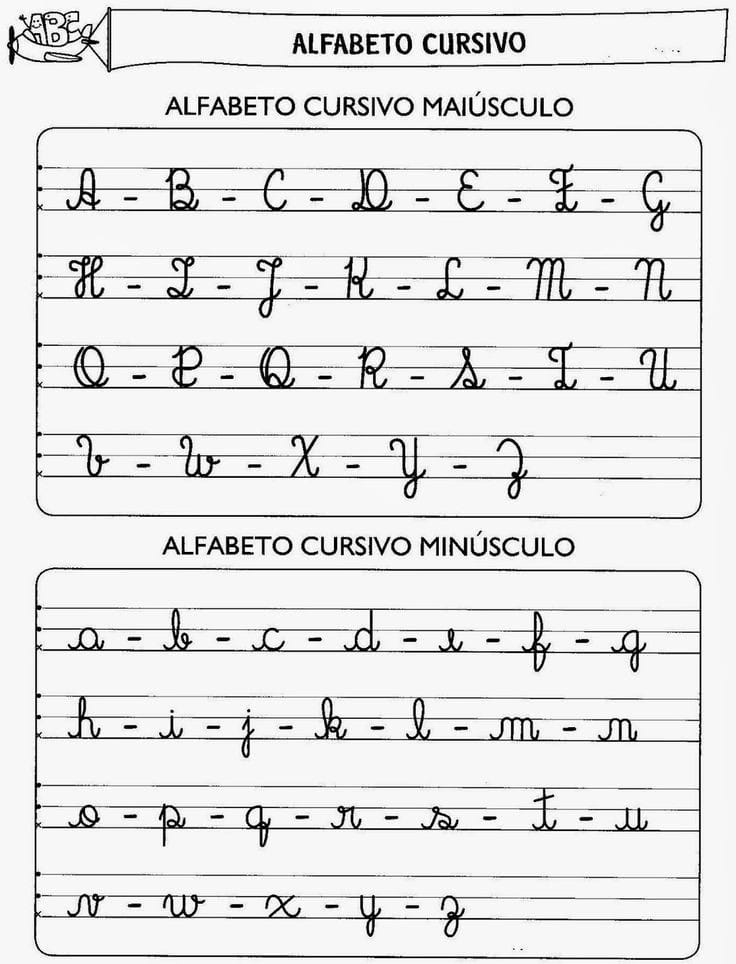 ABC
ALFABETO CURSIVO
ALFABETO CURSIVO MAIÚSCULO
A - B - C - D - E - F - G
H - I - J - K - L - M - N
O - P - Q - R - S - T - U
V - W - X - Y - Z
ALFABETO CURSIVO MINÚSCULO
a - b - c - d - e - f - g
h - i - j - k - l - m - n
o - p - q - r - s - t - u
v - w - x - y - z